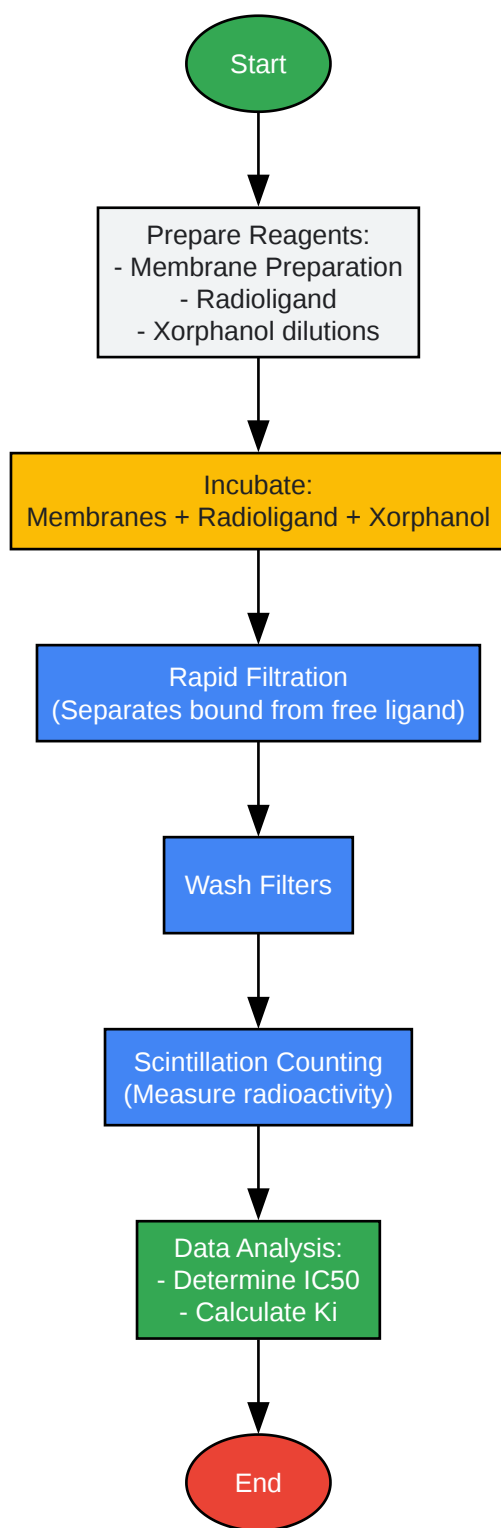 Start
Prepare Reagents:
- Membrane Preparation
- Radioligand
- Xorphanol dilutions
Incubate:
Membranes + Radioligand + Xorphanol
Rapid Filtration
(Separates bound from free ligand)
Wash Filters
Scintillation Counting
(Measure radioactivity)
Data Analysis:
- Determine IC50
- Calculate Ki
End